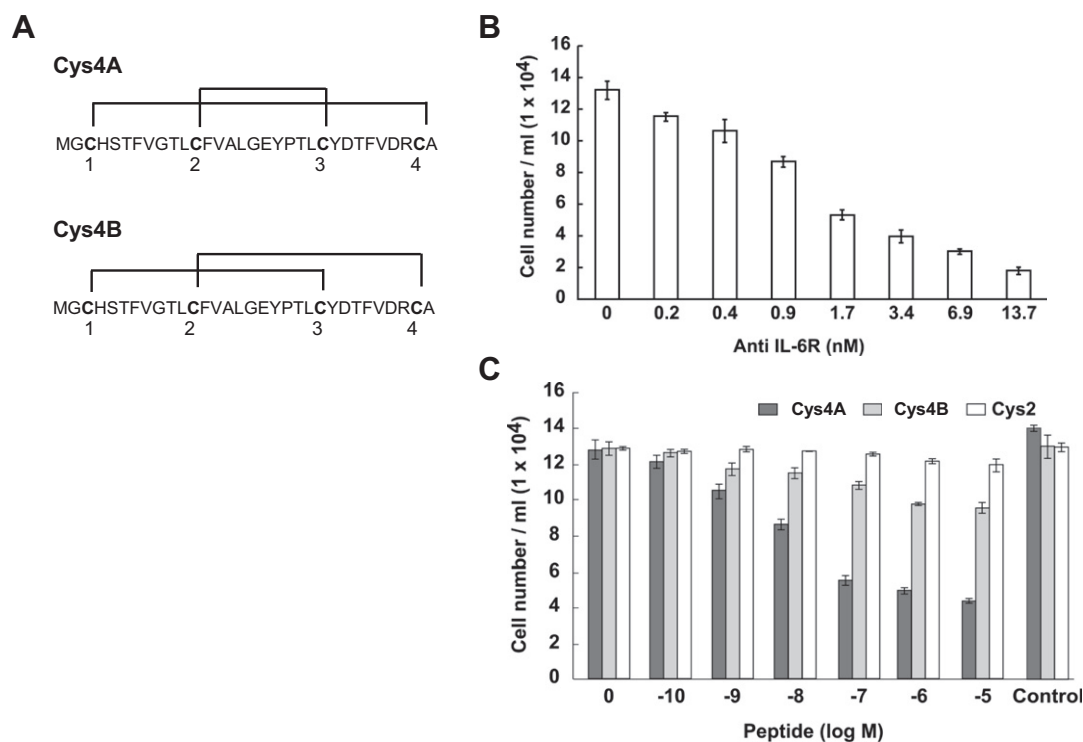 A
Cys4A
MGCHSTFVGTLCFVALGEYPTLCYDTFVDRCA
1 2 3 4
Cys4B
MGCHSTFVGTLCFVALGEYPTLCYDTFVDRCA
1 2 3 4
B
Cell number / ml (1 x 10⁴)
16
14
12
10
8
6
4
2
0
0 0.2 0.4 0.9 1.7 3.4 6.9 13.7
Anti IL-6R (nM)
C
Cys4A Cys4B Cys2
Cell number / ml (1 x 10⁴)
14
12
10
8
6
4
2
0
0 -10 -9 -8 -7 -6 -5 Control
Peptide (log M)